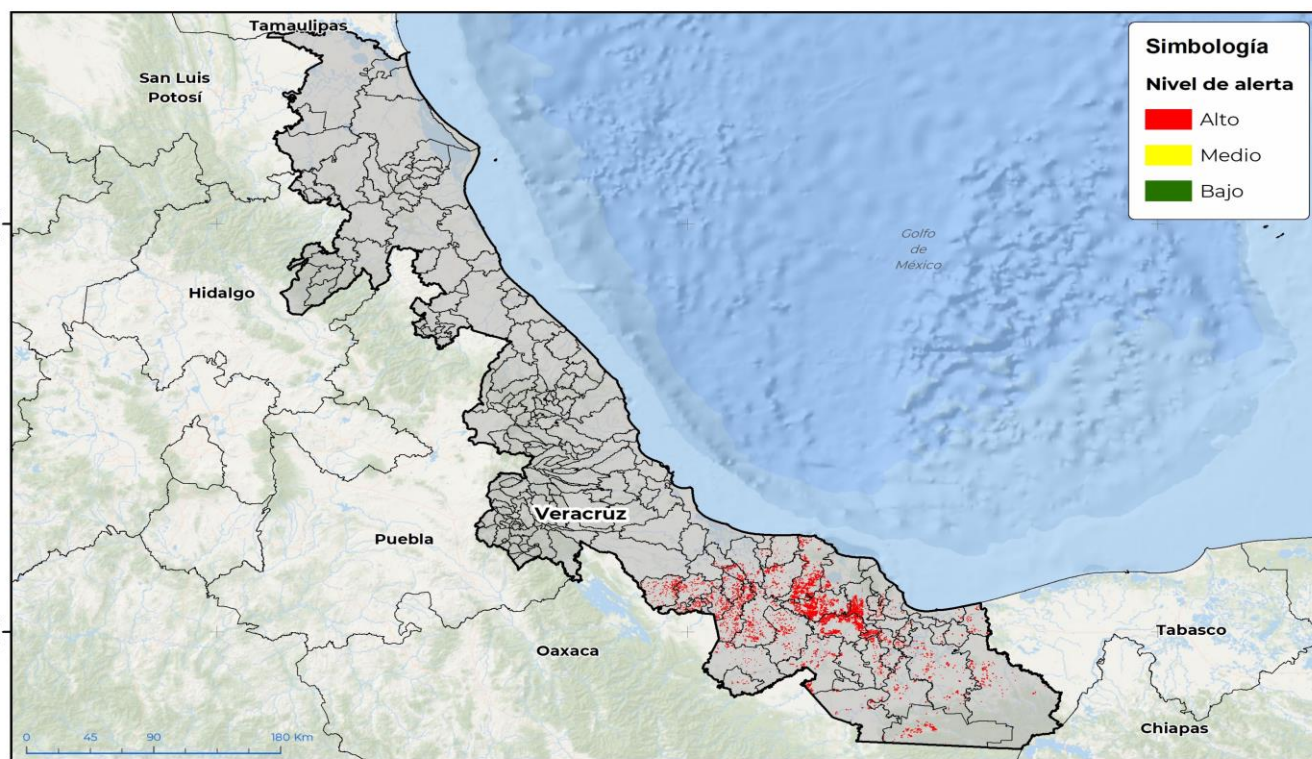 Tamaulipas
San Luis
Potosí
Hidalgo
Puebla
Veracruz
Oaxaca
Tabasco
Chiapas
Golfo
de
México
Simbología
Nivel de alerta
Alto
Medio
Bajo
0 45 90 180 Km